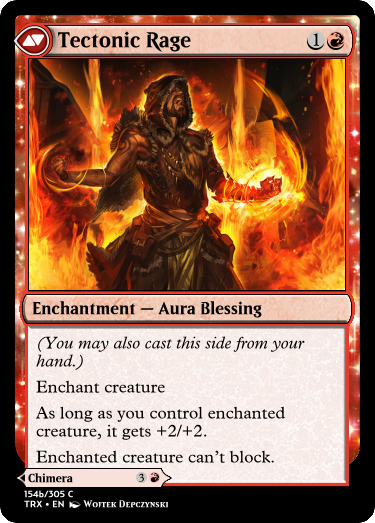 Tectonic Rage 1
Enchantment — Aura Blessing
(You may also cast this side from your
hand.)
Enchant creature
As long as you control enchanted
creature, it gets +2/+2.
Enchanted creature can't block.
Chimera 3
154b/305 C
TRX • EN Wojtek Depczynski